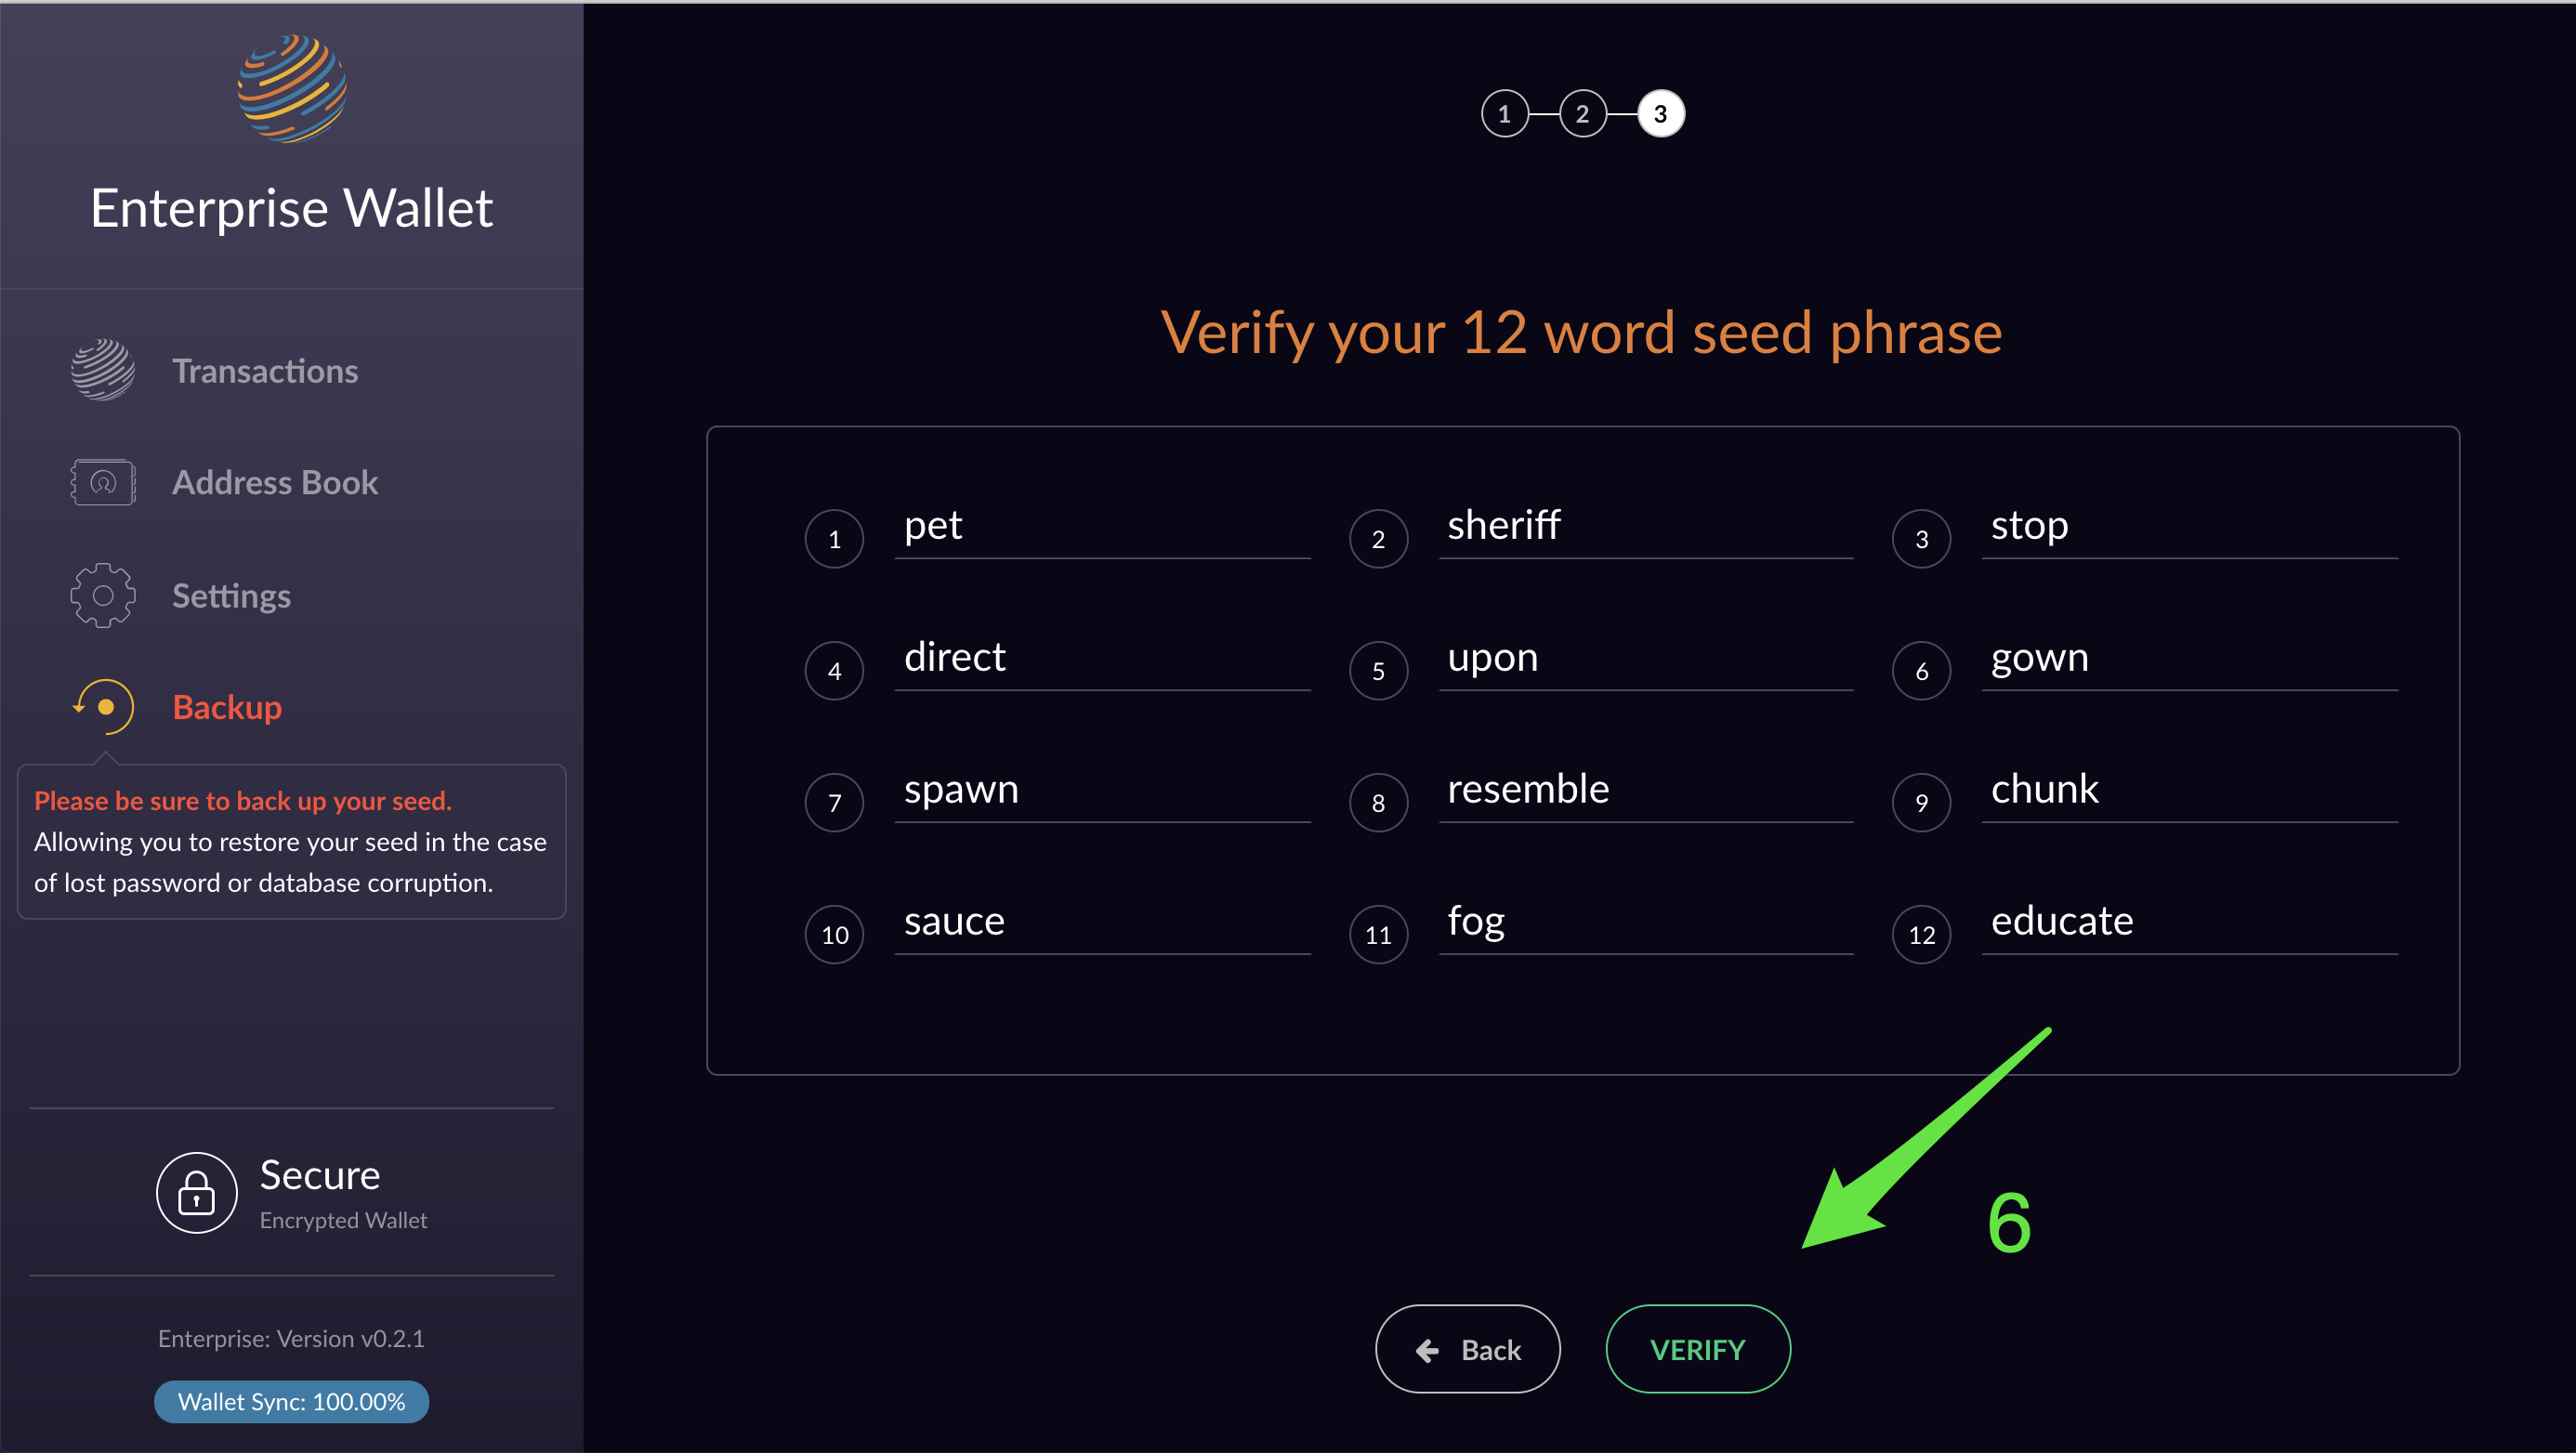 Enterprise Wallet
Transactions
Address Book
Settings
Backup
Please be sure to back up your seed.
Allowing you to restore your seed in the case
of lost password or database corruption.
Secure
Encrypted Wallet
Enterprise: Version v0.2.1
Wallet Sync: 100.00%
1 2 3
Verify your 12 word seed phrase
1 pet 2 sheriff 3 stop
4 direct 5 upon 6 gown
7 spawn 8 resemble 9 chunk
10 sauce 11 fog 12 educate
6
Back VERIFY